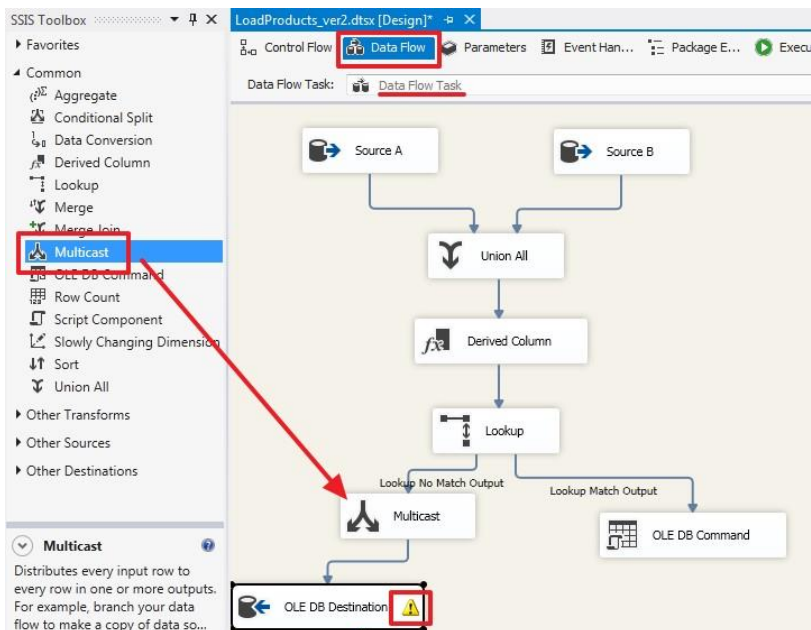 SSIS Toolbox
Favorites
Common
Aggregate
Conditional Split
Data Conversion
Derived Column
Lookup
Merge
Merge Join
Multicast
OLE DB Command
Row Count
Script Component
Slowly Changing Dimension
Sort
Union All
Other Transforms
Other Sources
Other Destinations
Multicast
Distributes every input row to
every row in one or more outputs.
For example, branch your data
flow to make a copy of data so...
LoadProducts_ver2.dtsx [Design]*
Control Flow Data Flow Parameters Event Han... Package E... Execu
Data Flow Task: Data Flow Task
Source A Source B
Union All
Derived Column
Lookup
Lookup No Match Output Lookup Match Output
Multicast
OLE DB Command
OLE DB Destination